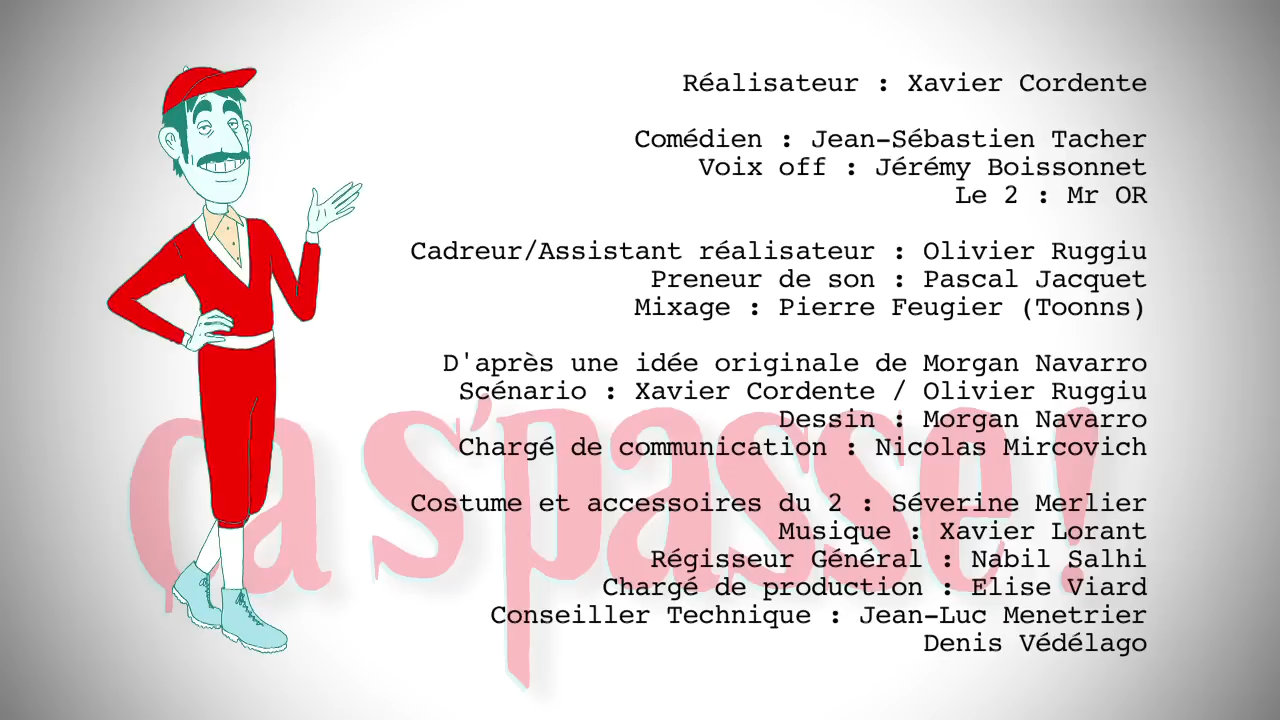 Réalisateur : Xavier Cordente
Comédien : Jean-Sébastien Tacher
Voix off : Jérémy Boissonnet
Le 2 : Mr OR
Cadreur/Assistant réalisateur : Olivier Ruggiu
Preneur de son : Pascal Jacquet
Mixage : Pierre Feugier (Toonns)
D'après une idée originale de Morgan Navarro
Scénario : Xavier Cordente / Olivier Ruggiu
Dessin : Morgan Navarro
Chargé de communication : Nicolas Mircovich
Costume et accessoires du 2 : Séverine Merlier
Musique : Xavier Lorant
Régisseur Général : Nabil Salhi
Chargé de production : Elise Viard
Conseiller Technique : Jean-Luc Menetrier
Denis Védélago
ça s'passe !